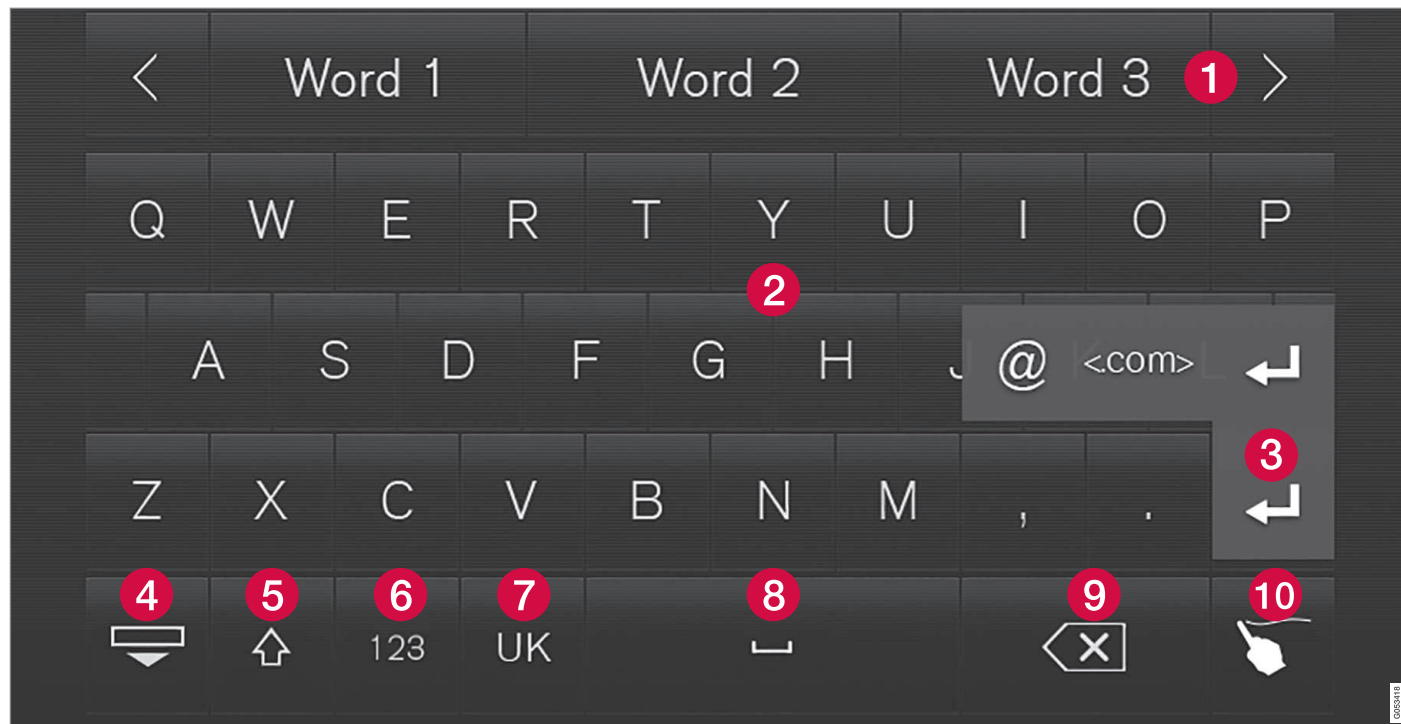 Word 1 Word 2 Word 3 1
Q W E R T Y U I O P
2
A S D F G H J @ K <.com> L
3
Z X C V B N M , .
4 5 6 7 8 9 10
123 UK
G053418